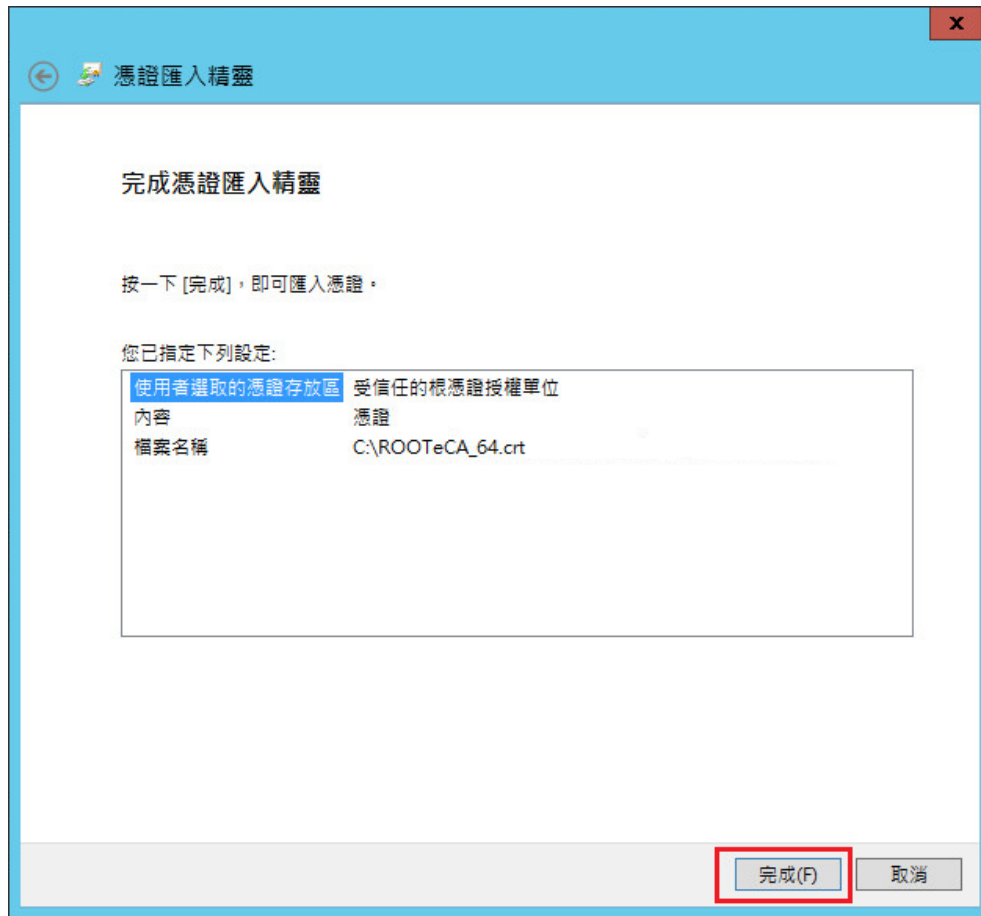 x
憑證匯入精靈
完成憑證匯入精靈
按一下 [完成]，即可匯入憑證。
您已指定下列設定:
使用者選取的憑證存放區 受信任的根憑證授權單位
內容 憑證
檔案名稱 C:\ROOTeCA_64.crt
完成(F) 取消